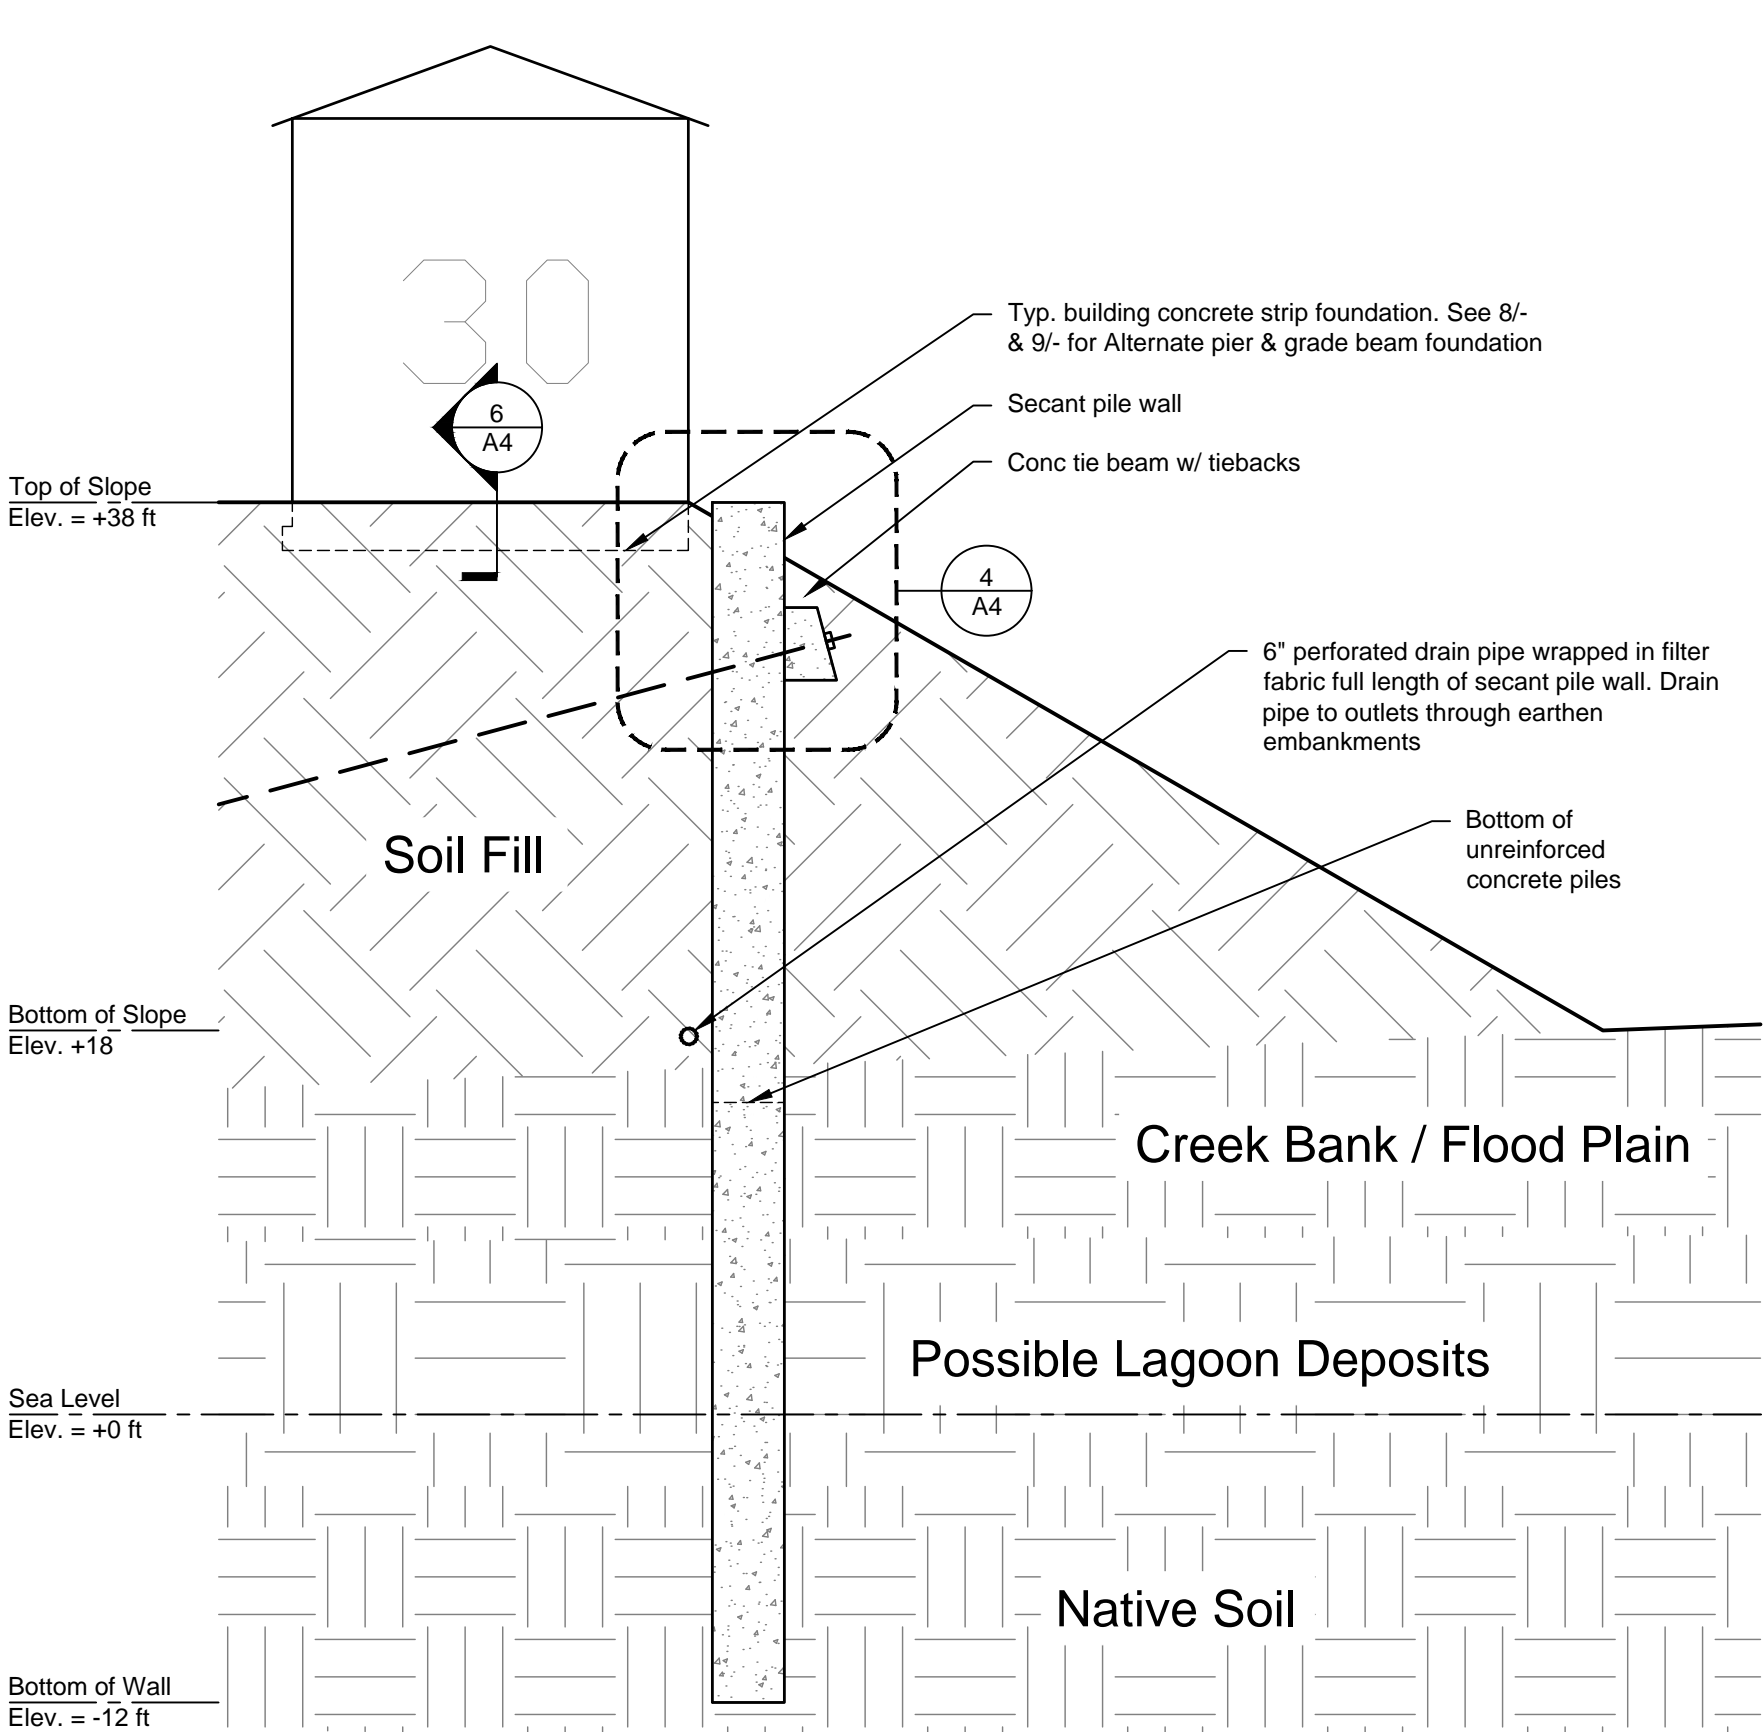 30
6
A4
Typ. building concrete strip foundation. See 8/-
& 9/- for Alternate pier & grade beam foundation
Secant pile wall
Conc tie beam w/ tiebacks
Top of Slope
Elev. = +38 ft
4
A4
6" perforated drain pipe wrapped in filter
fabric full length of secant pile wall. Drain
pipe to outlets through earthen
embankments
Bottom of
unreinforced
concrete piles
Soil Fill
Bottom of Slope
Elev. +18
Creek Bank / Flood Plain
Possible Lagoon Deposits
Sea Level
Elev. = +0 ft
Native Soil
Bottom of Wall
Elev. = -12 ft